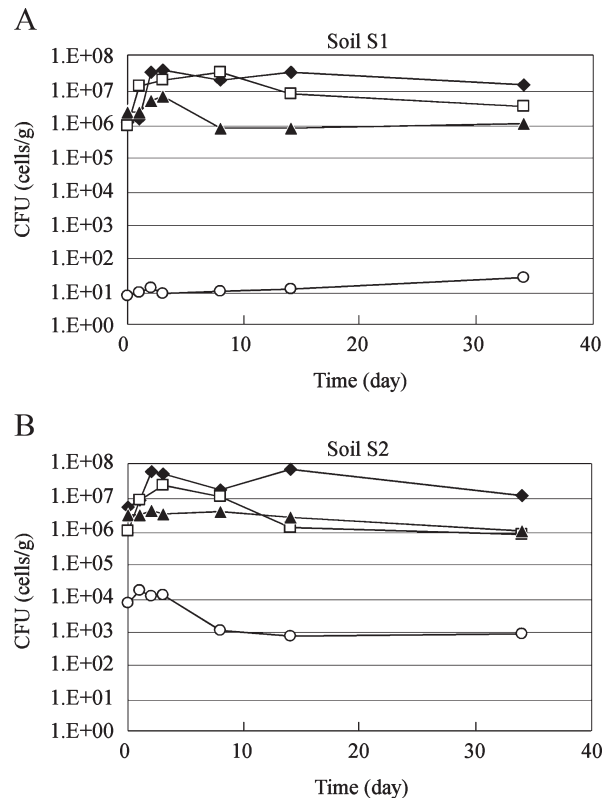 A
Soil S1
CFU (cells/g)
1.E+08
1.E+07
1.E+06
1.E+05
1.E+04
1.E+03
1.E+02
1.E+01
1.E+00
0 10 20 30 40
Time (day)
B
Soil S2
CFU (cells/g)
1.E+08
1.E+07
1.E+06
1.E+05
1.E+04
1.E+03
1.E+02
1.E+01
1.E+00
0 10 20 30 40
Time (day)